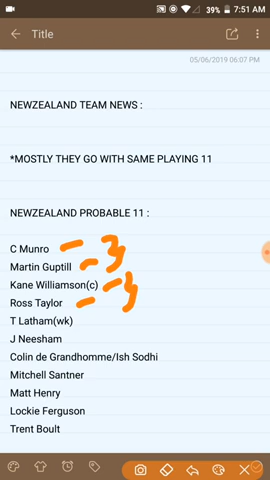 39% 7:51 AM
Title
05/06/2019 06:07 PM
NEWZEALAND TEAM NEWS :
*MOSTLY THEY GO WITH SAME PLAYING 11
NEWZEALAND PROBABLE 11 :
C Munro
Martin Guptill
Kane Williamson(c)
Ross Taylor
T Latham(wk)
J Neesham
Colin de Grandhomme/Ish Sodhi
Mitchell Santner
Matt Henry
Lockie Ferguson
Trent Boult